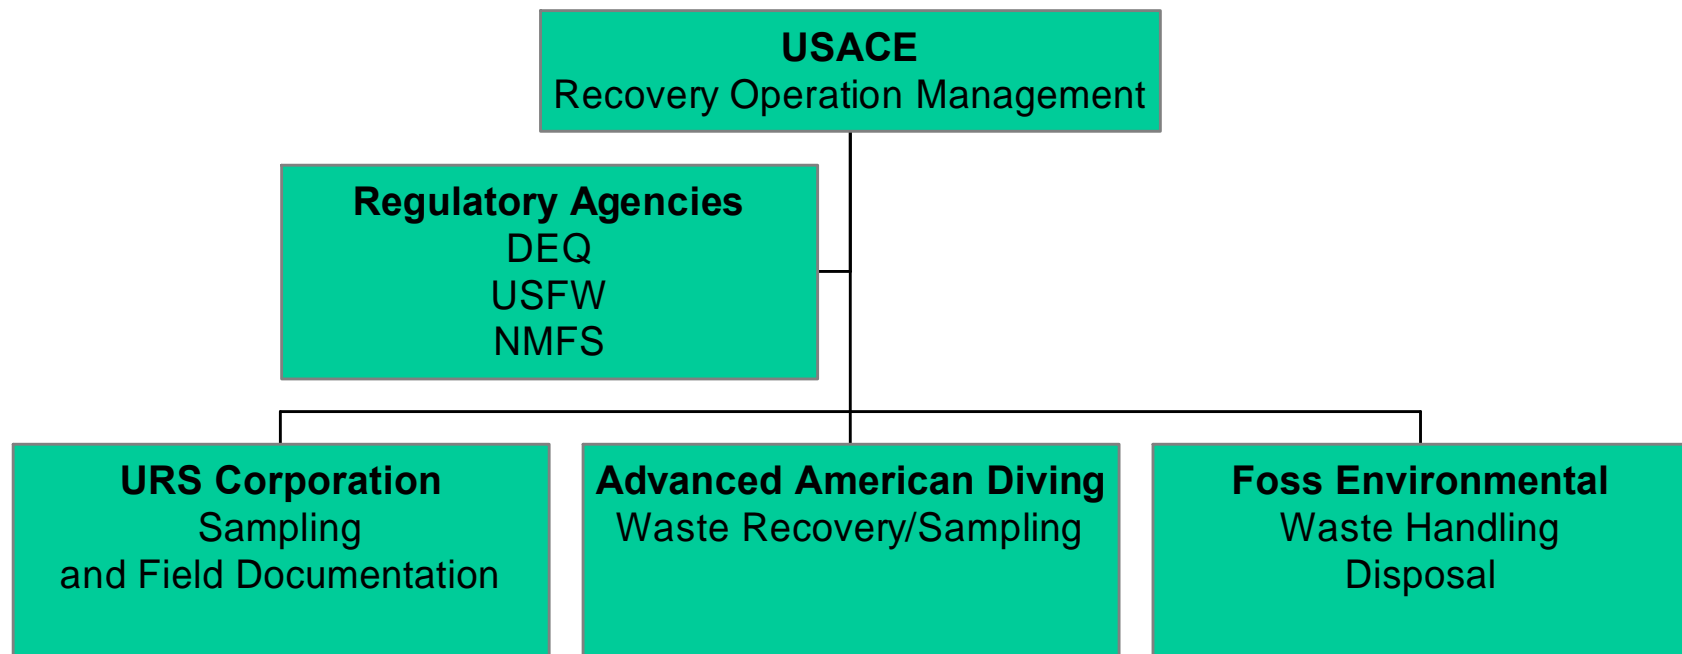 USACE
Recovery Operation Management
Regulatory Agencies
DEQ
USFW
NMFS
URS Corporation
Sampling
and Field Documentation
Advanced American Diving
Waste Recovery/Sampling
Foss Environmental
Waste Handling
Disposal